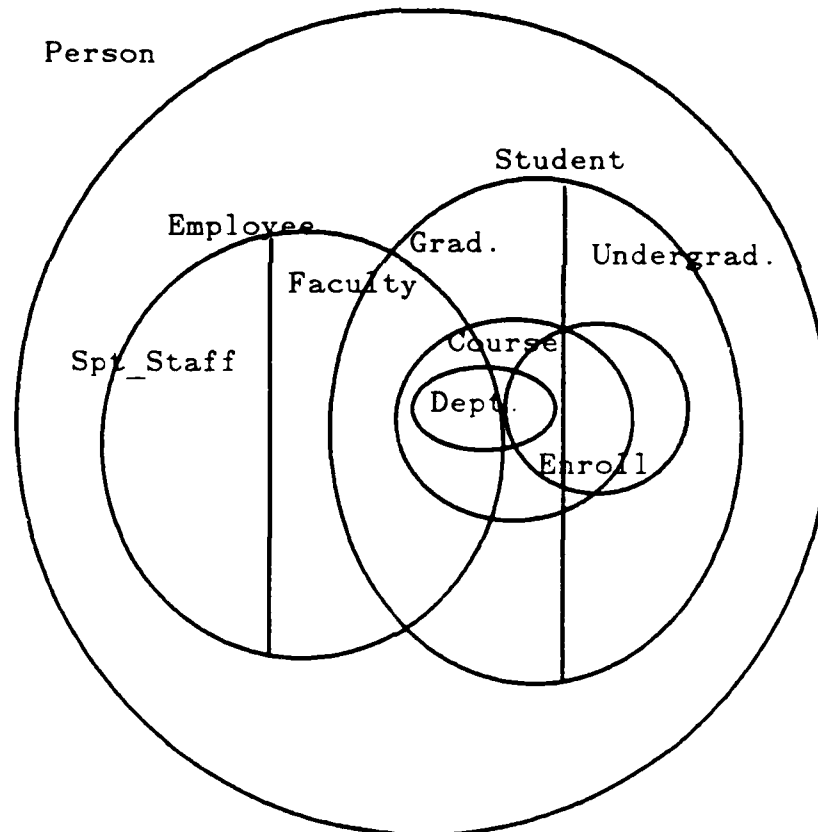 Person
Student
Employee
Grad.
Undergrad.
Faculty
Course
Spt_Staff
Dept.
Enroll